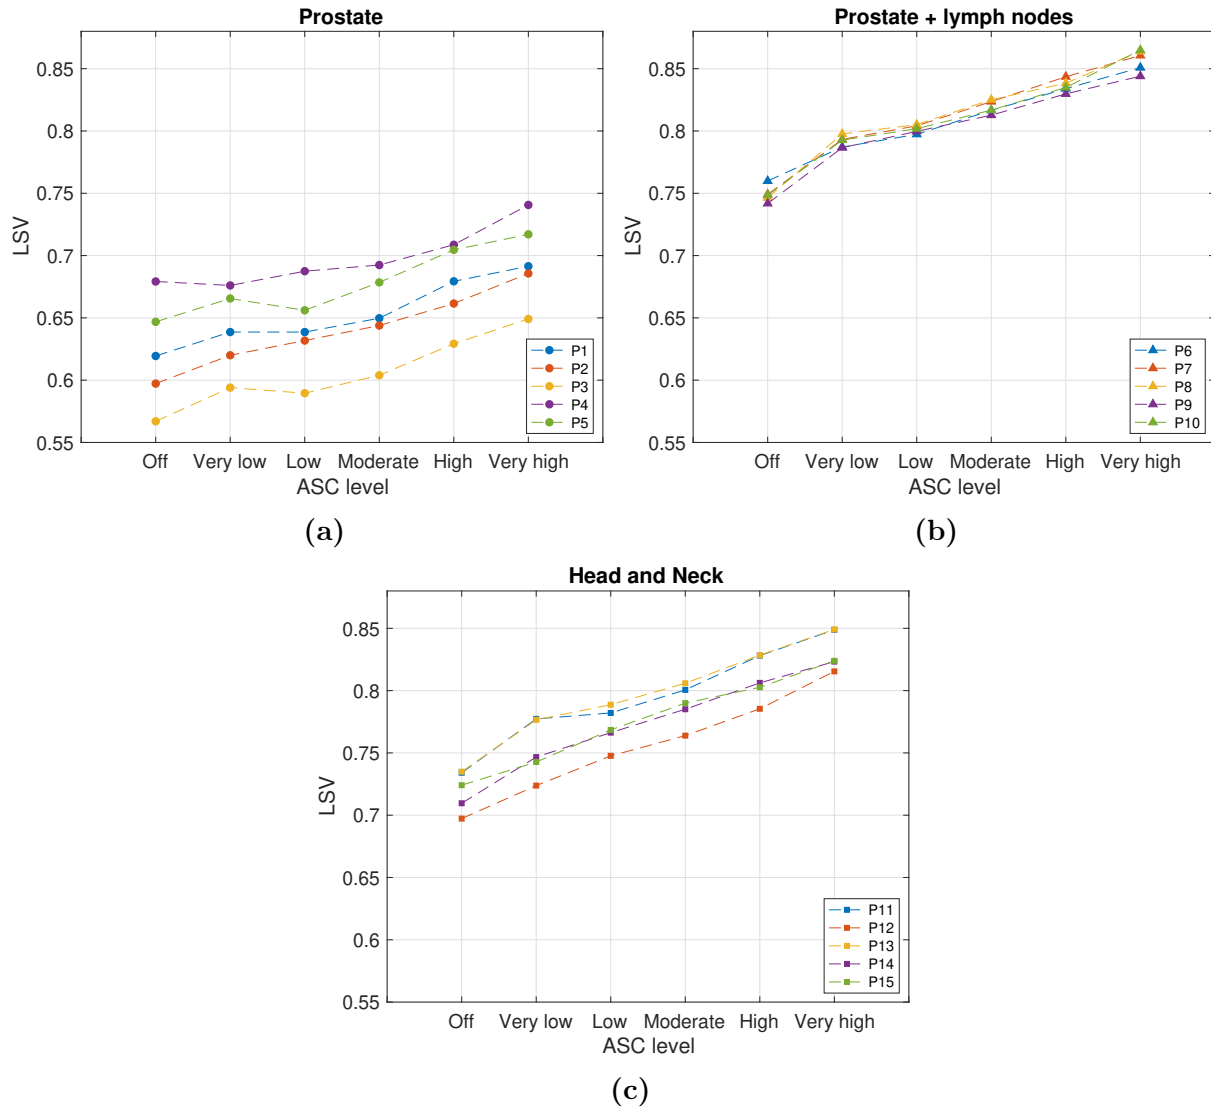 Prostate
0.85
0.8
0.75
0.7
0.65
0.6
0.55
LSV
P1
P2
P3
P4
P5
Off Very low Low Moderate High Very high
ASC level
(a)
Prostate + lymph nodes
0.85
0.8
0.75
0.7
0.65
0.6
0.55
LSV
P6
P7
P8
P9
P10
Off Very low Low Moderate High Very high
ASC level
(b)
Head and Neck
0.85
0.8
0.75
0.7
0.65
0.6
0.55
LSV
P11
P12
P13
P14
P15
Off Very low Low Moderate High Very high
ASC level
(c)